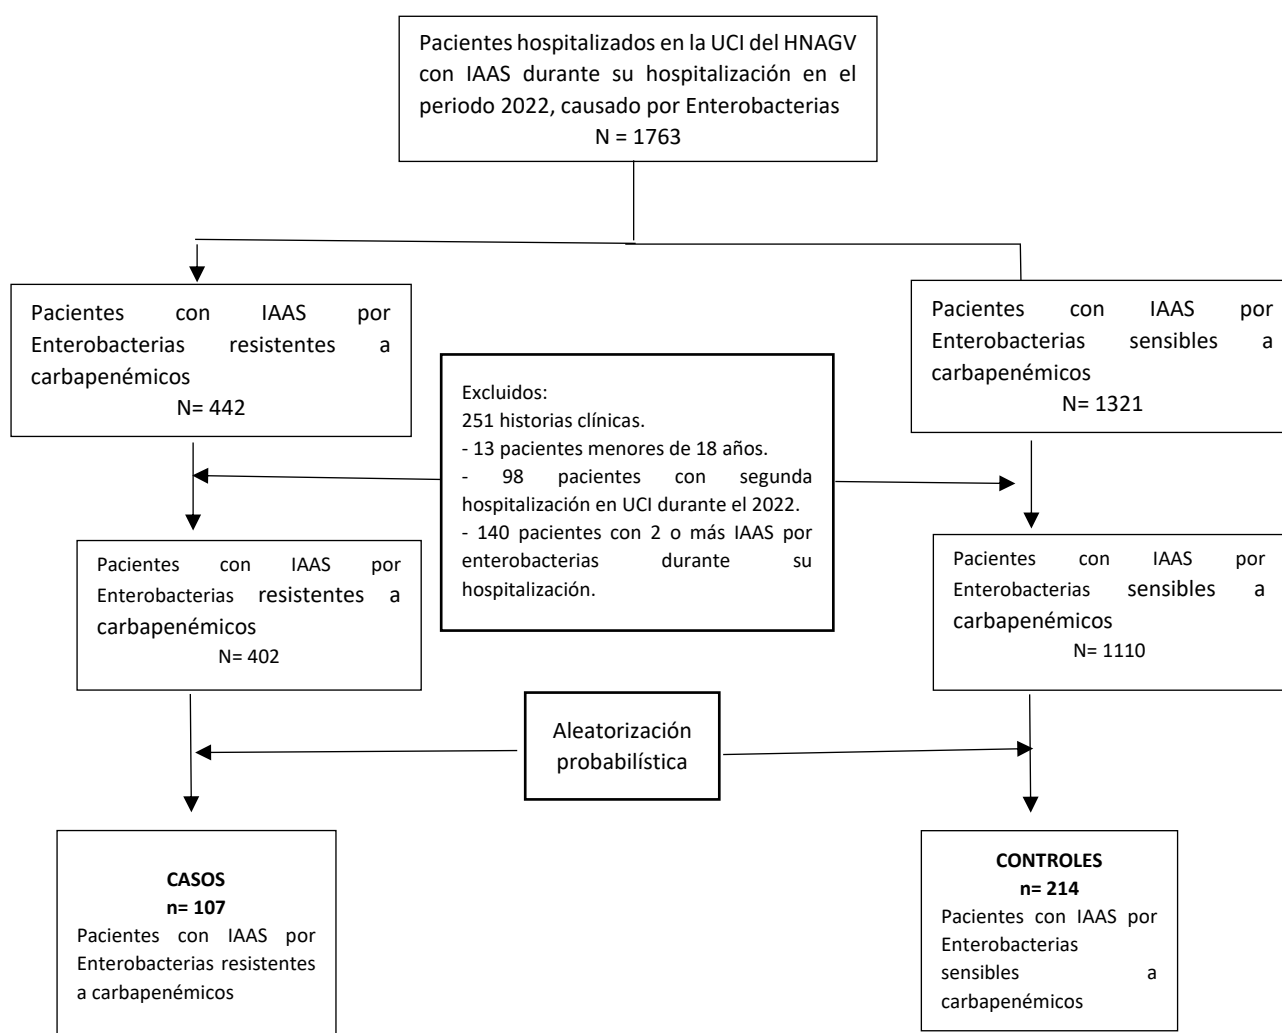 Pacientes hospitalizados en la UCI del HNAGV
con IAAS durante su hospitalización en el
periodo 2022, causado por Enterobacterias
N = 1763
Pacientes con IAAS por
Enterobacterias resistentes a
carbapenémicos
N= 442
Pacientes con IAAS por
Enterobacterias sensibles a
carbapenémicos
N= 1321
Excluidos:
251 historias clínicas.
- 13 pacientes menores de 18 años.
- 98 pacientes con segunda
hospitalización en UCI durante el 2022.
- 140 pacientes con 2 o más IAAS por
enterobacterias durante su
hospitalización.
Pacientes con IAAS por
Enterobacterias resistentes a
carbapenémicos
N= 402
Pacientes con IAAS por
Enterobacterias sensibles a
carbapenémicos
N= 1110
Aleatorización
probabilística
CASOS
n= 107
Pacientes con IAAS por
Enterobacterias resistentes
a carbapenémicos
CONTROLES
n= 214
Pacientes con IAAS por
Enterobacterias
sensibles a
carbapenémicos